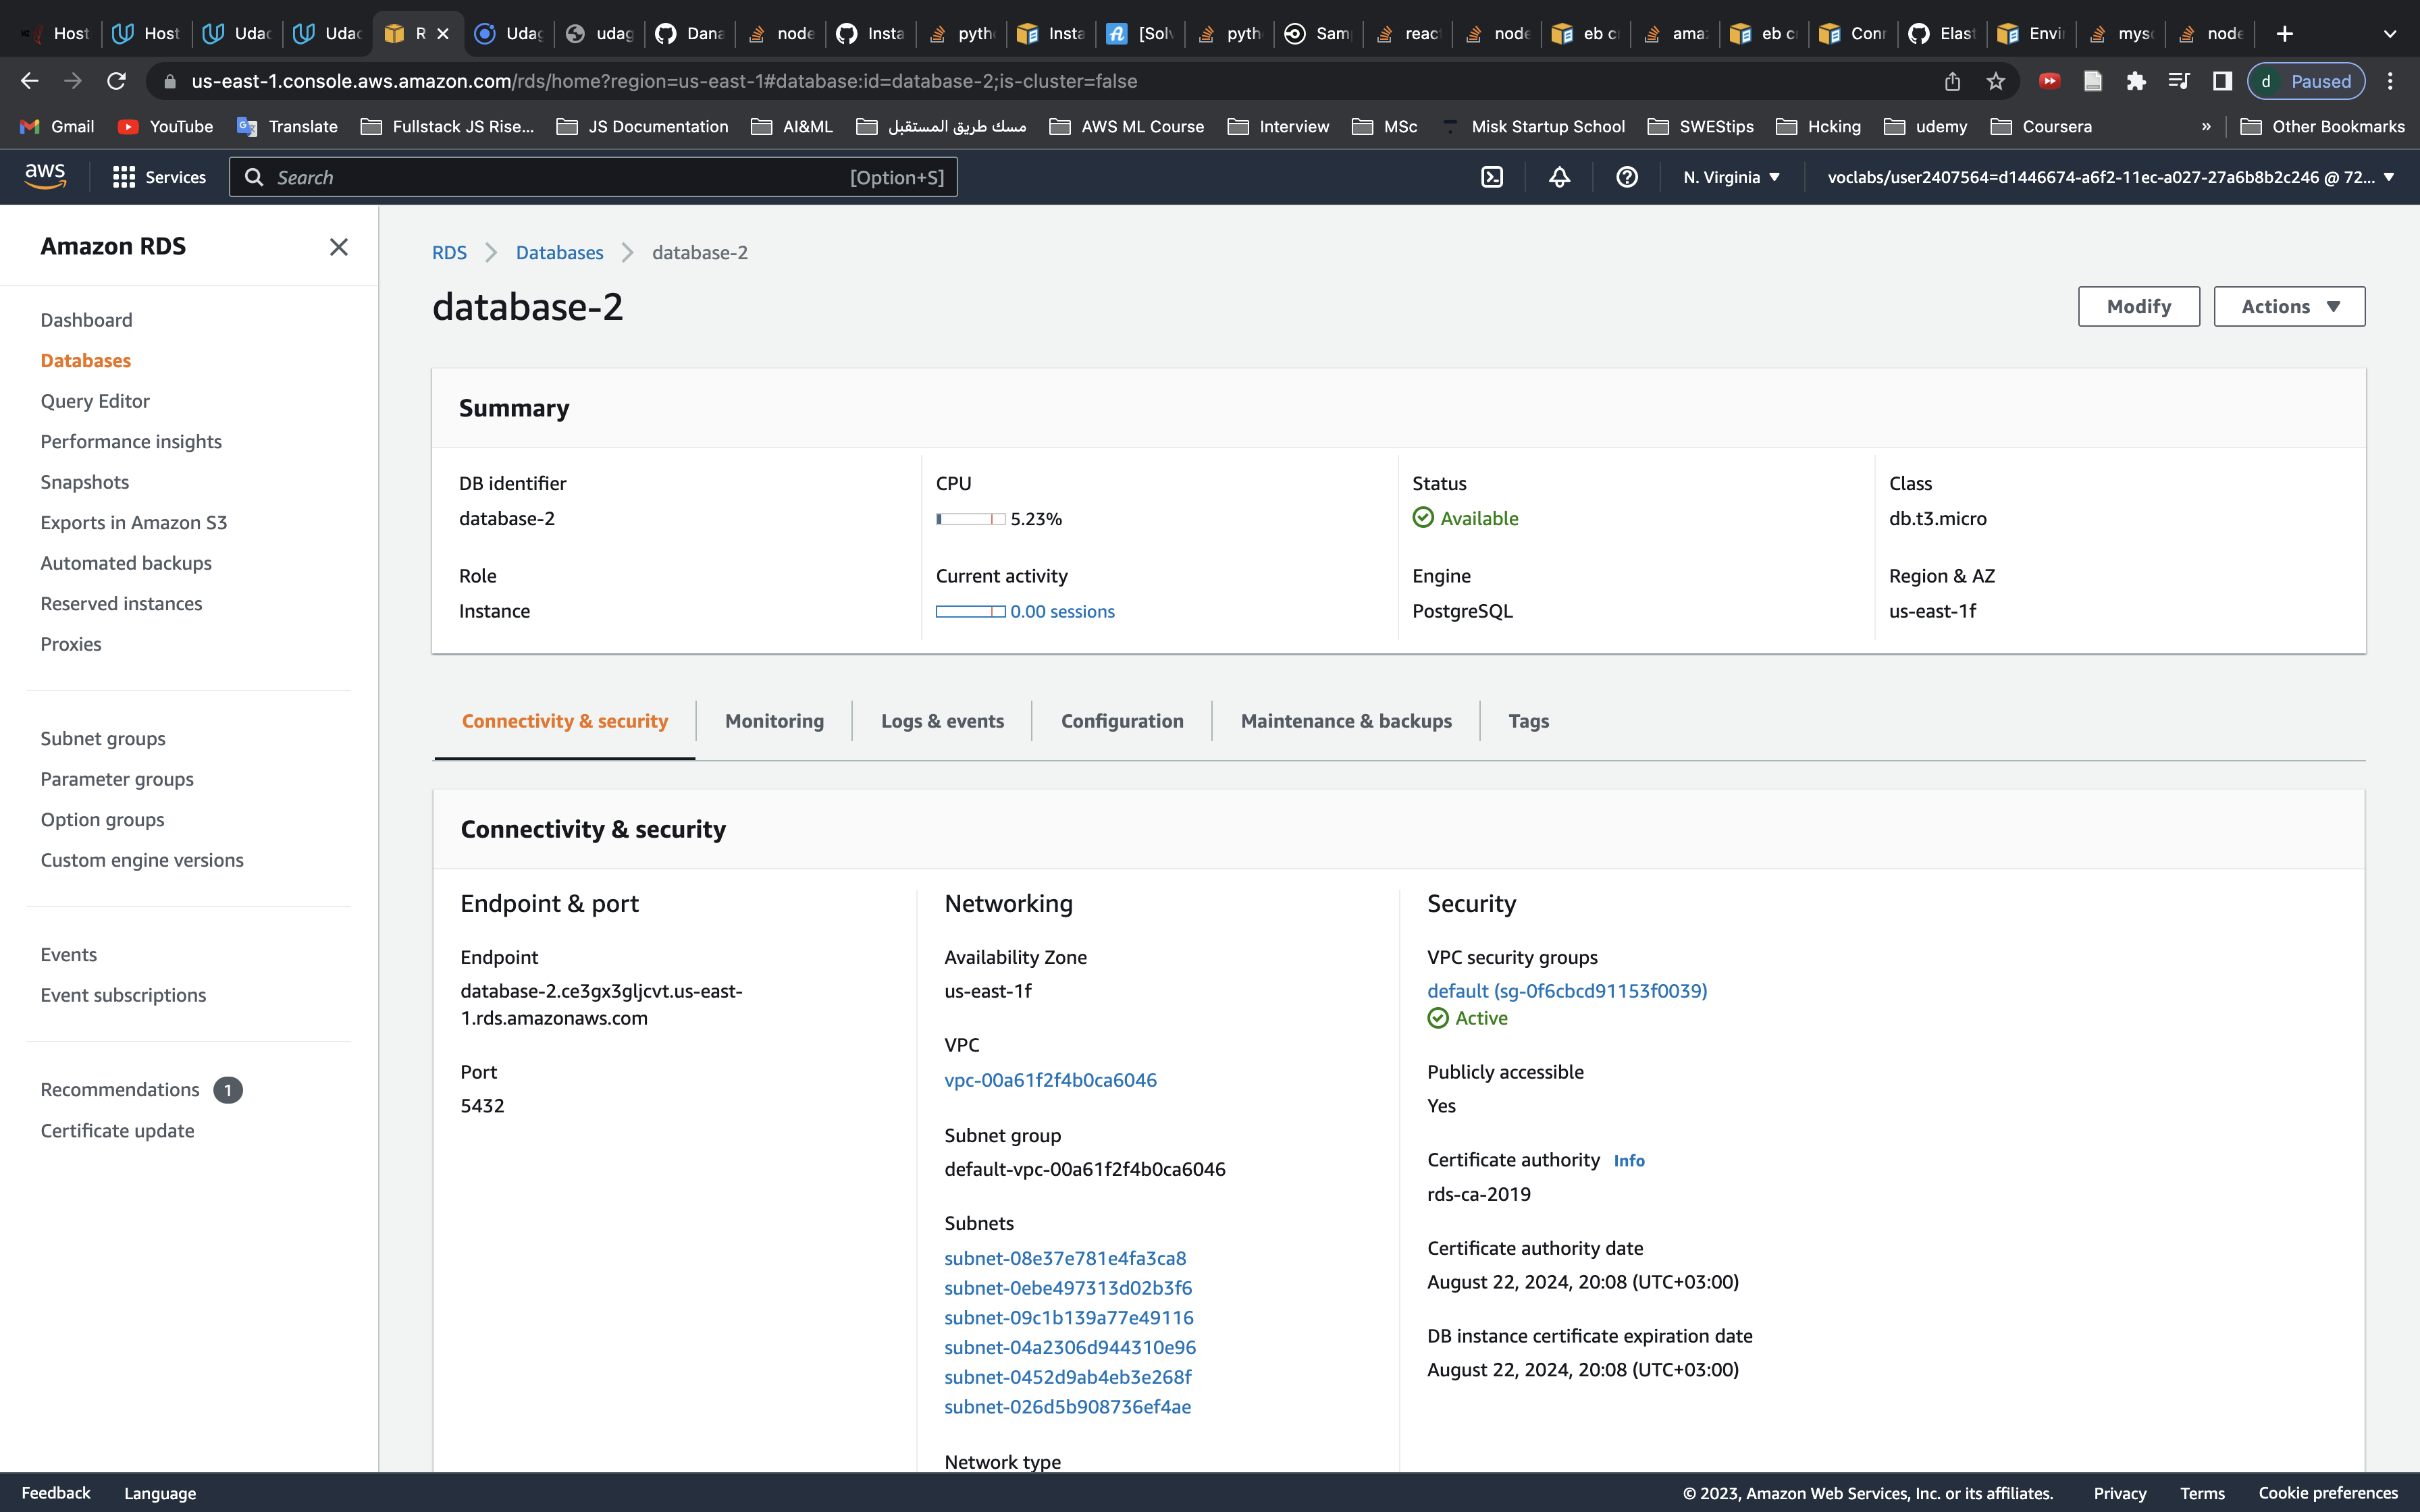 Host
Host
Udac
Udac
R
Udag
udag
Dana
node
Insta
pyth
Insta
[Solv
pyth
Sam
reac
node
eb c
ama
eb c
Conn
Elast
Envi
mys
node
us-east-1.console.aws.amazon.com/rds/home?region=us-east-1#database:id=database-2;is-cluster=false
d Paused
Gmail
YouTube
Translate
Fullstack JS Rise...
JS Documentation
AI&ML
مسك طريق المستقبل
AWS ML Course
Interview
MSc
Misk Startup School
SWEStips
Hcking
udemy
Coursera
»
Other Bookmarks
aws
Services
Search
[Option+S]
N. Virginia
voclabs/user2407564=d1446674-a6f2-11ec-a027-27a6b8b2c246 @ 72...
Amazon RDS
Dashboard
Databases
Query Editor
Performance insights
Snapshots
Exports in Amazon S3
Automated backups
Reserved instances
Proxies
Subnet groups
Parameter groups
Option groups
Custom engine versions
Events
Event subscriptions
Recommendations 1
Certificate update
RDS > Databases > database-2
database-2
Modify
Actions
Summary
DB identifier
database-2
CPU
5.23%
Status
Available
Class
db.t3.micro
Role
Instance
Current activity
0.00 sessions
Engine
PostgreSQL
Region & AZ
us-east-1f
Connectivity & security
Monitoring
Logs & events
Configuration
Maintenance & backups
Tags
Connectivity & security
Endpoint & port
Endpoint
database-2.ce3gx3gljcvt.us-east-
1.rds.amazonaws.com
Port
5432
Networking
Availability Zone
us-east-1f
VPC
vpc-00a61f2f4b0ca6046
Subnet group
default-vpc-00a61f2f4b0ca6046
Subnets
subnet-08e37e781e4fa3ca8
subnet-0ebe497313d02b3f6
subnet-09c1b139a77e49116
subnet-04a2306d944310e96
subnet-0452d9ab4eb3e268f
subnet-026d5b908736ef4ae
Network type
Security
VPC security groups
default (sg-0f6cbcd91153f0039)
Active
Publicly accessible
Yes
Certificate authority Info
rds-ca-2019
Certificate authority date
August 22, 2024, 20:08 (UTC+03:00)
DB instance certificate expiration date
August 22, 2024, 20:08 (UTC+03:00)
Feedback
Language
© 2023, Amazon Web Services, Inc. or its affiliates.
Privacy
Terms
Cookie preferences